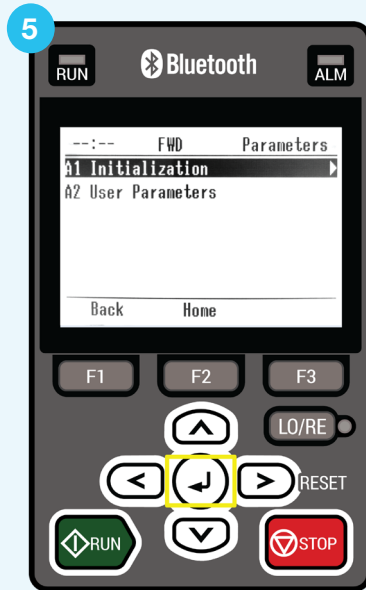 5
RUN
Bluetooth
ALM
--:-- FWD Parameters
A1 Initialization
A2 User Parameters
Back Home
F1 F2 F3
LO/RE
RESET
RUN
STOP